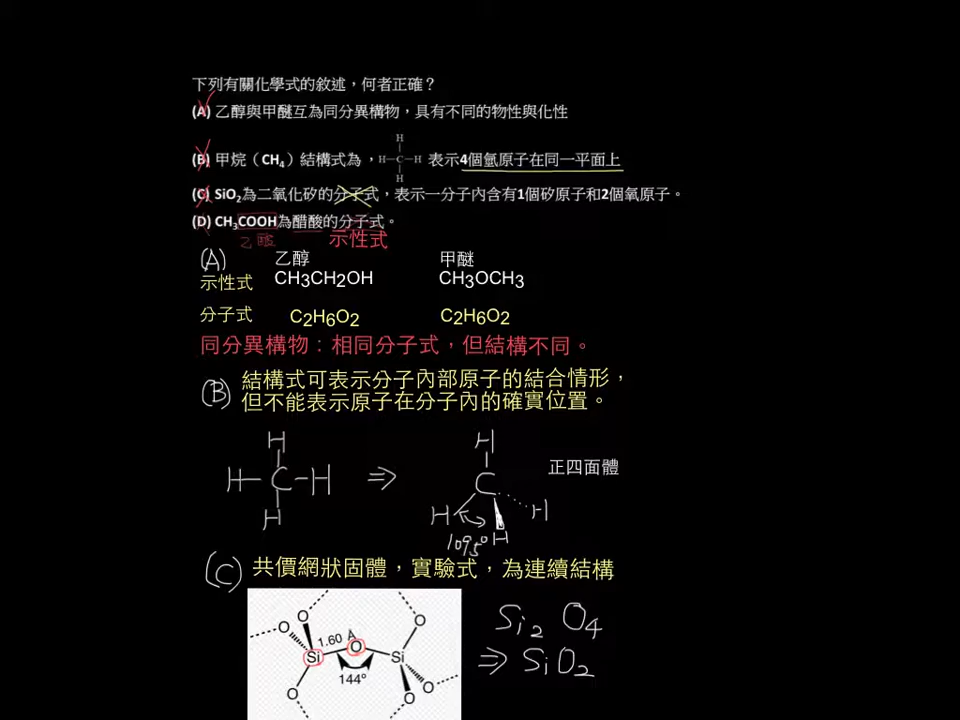 下列有關化學式的敘述，何者正確？
(A) 乙醇與甲醚互為同分異構物，具有不同的物性與化性
H
(B) 甲烷（CH4）結構式為， H-C-H 表示4個氫原子在同一平面上
H
(C) SiO2為二氧化矽的分子式，表示一分子內含有1個矽原子和2個氧原子。
(D) CH3COOH為醋酸的分子式。
乙酸 示性式
(A) 乙醇 甲醚
示性式 CH3CH2OH CH3OCH3
分子式 C2H6O2 C2H6O2
同分異構物：相同分子式，但結構不同。
(B) 結構式可表示分子內部原子的結合情形，
但不能表示原子在分子內的確實位置。
H H
正四面體
H-C-H ⇒ C
H H H
H 109.5° H
(C) 共價網狀固體，實驗式，為連續結構
O O
O 1.60 Å Si2O4
Si O Si ⇒ SiO2
144°
O O O